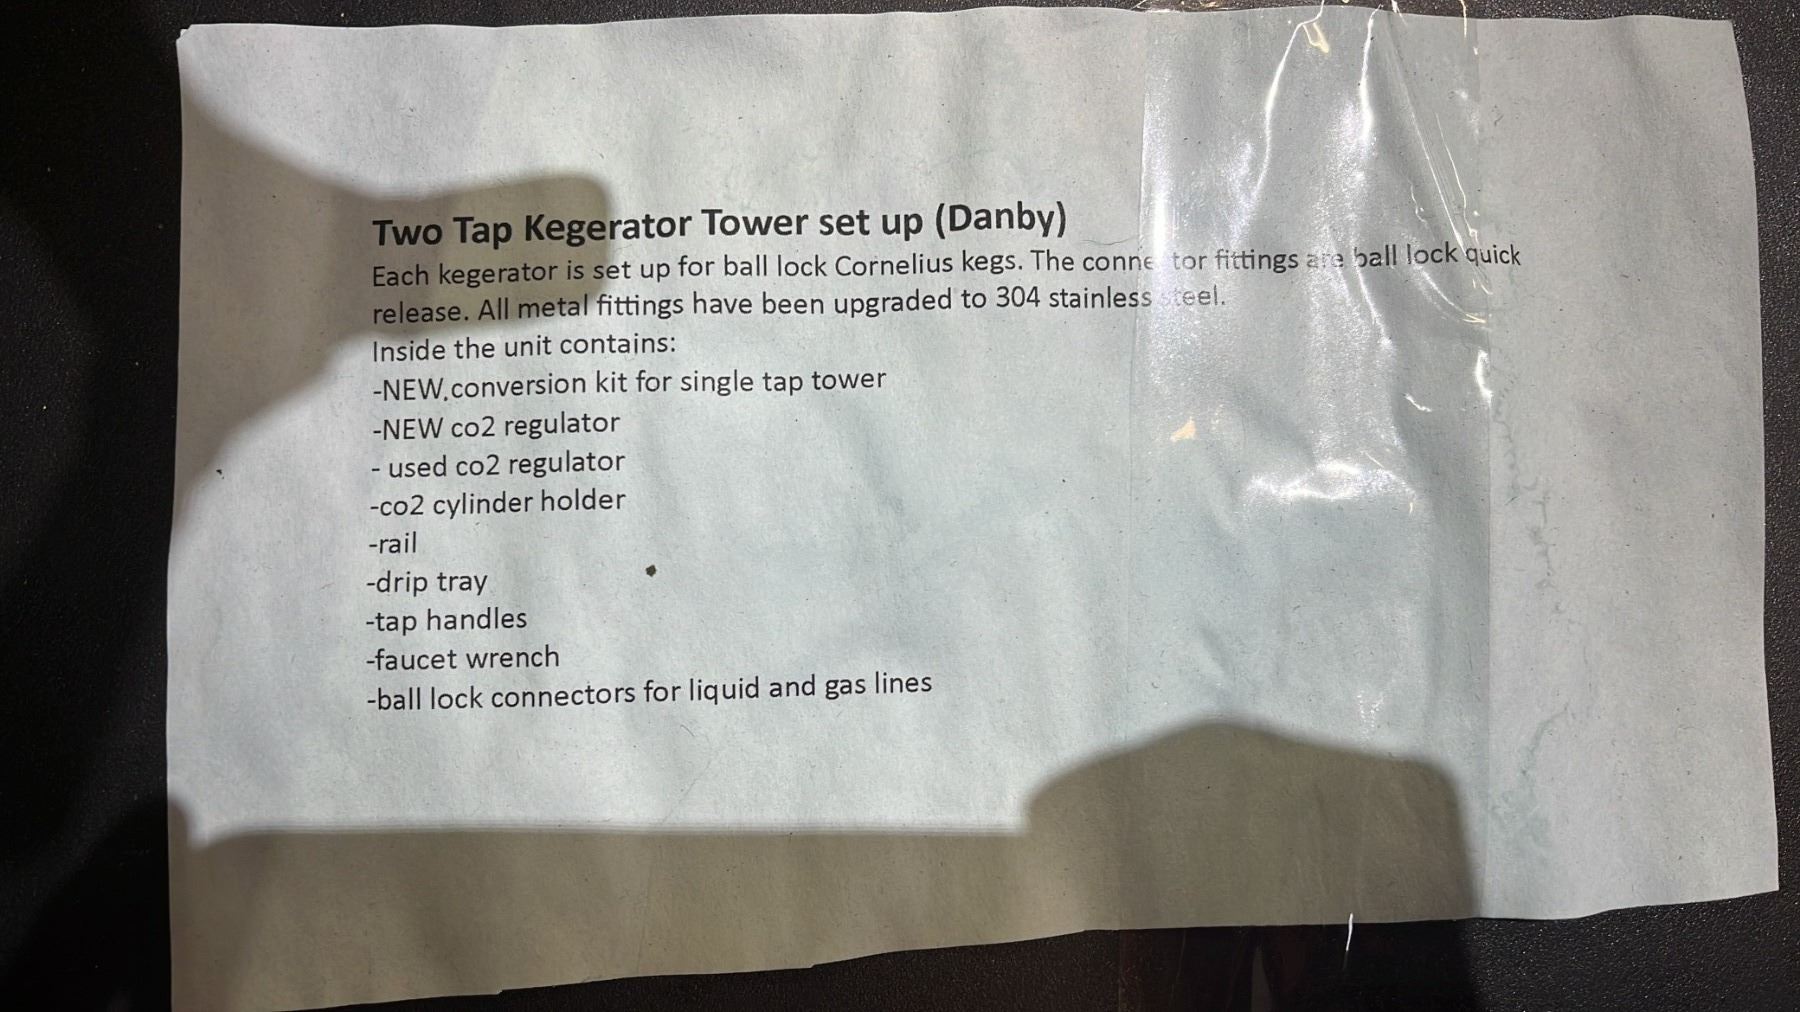 Two Tap Kegerator Tower set up (Danby)
Each kegerator is set up for ball lock Cornelius kegs. The connector fittings are ball lock quick
release. All metal fittings have been upgraded to 304 stainless steel.
Inside the unit contains:
-NEW conversion kit for single tap tower
-NEW co2 regulator
- used co2 regulator
-co2 cylinder holder
-rail
-drip tray
-tap handles
-faucet wrench
-ball lock connectors for liquid and gas lines